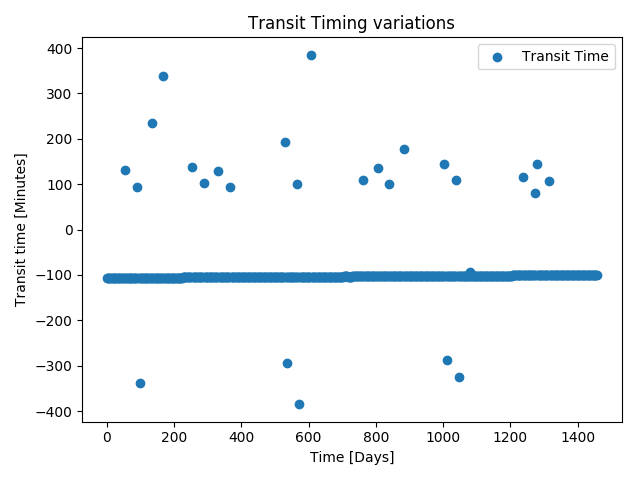 Transit Timing variations
Transit Time
Transit time [Minutes]
400
300
200
100
0
−100
−200
−300
−400
0 200 400 600 800 1000 1200 1400
Time [Days]